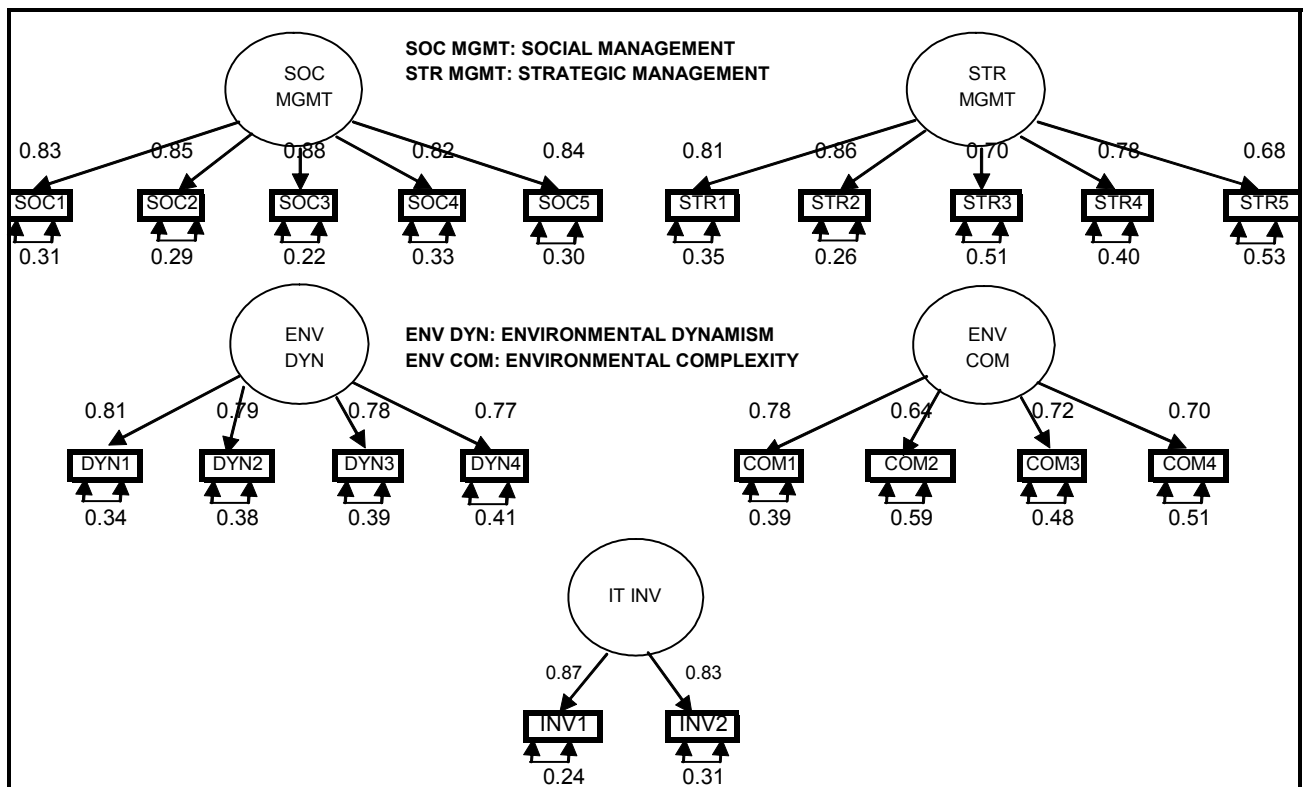 SOC
MGMT
SOC MGMT: SOCIAL MANAGEMENT
STR MGMT: STRATEGIC MANAGEMENT
STR
MGMT
0.83 0.85 0.88 0.82 0.84 0.81 0.86 0.70 0.78 0.68
SOC1 SOC2 SOC3 SOC4 SOC5 STR1 STR2 STR3 STR4 STR5
0.31 0.29 0.22 0.33 0.30 0.35 0.26 0.51 0.40 0.53
ENV
DYN
ENV DYN: ENVIRONMENTAL DYNAMISM
ENV COM: ENVIRONMENTAL COMPLEXITY
ENV
COM
0.81 0.79 0.78 0.77 0.78 0.64 0.72 0.70
DYN1 DYN2 DYN3 DYN4 COM1 COM2 COM3 COM4
0.34 0.38 0.39 0.41 0.39 0.59 0.48 0.51
IT INV
0.87 0.83
INV1 INV2
0.24 0.31